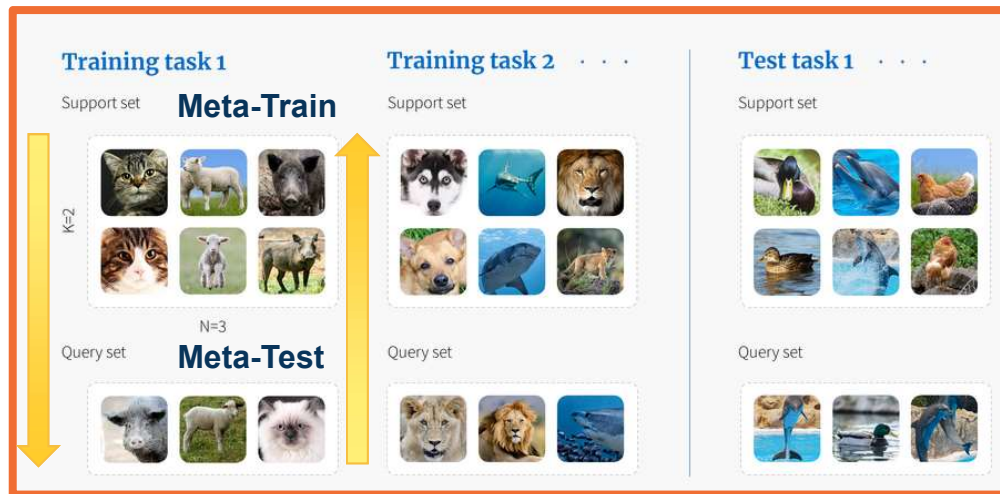 Training task 1
Support set
Meta-Train
K=2
N=3
Query set
Meta-Test
Training task 2 · · ·
Support set
Query set
Test task 1 · · ·
Support set
Query set